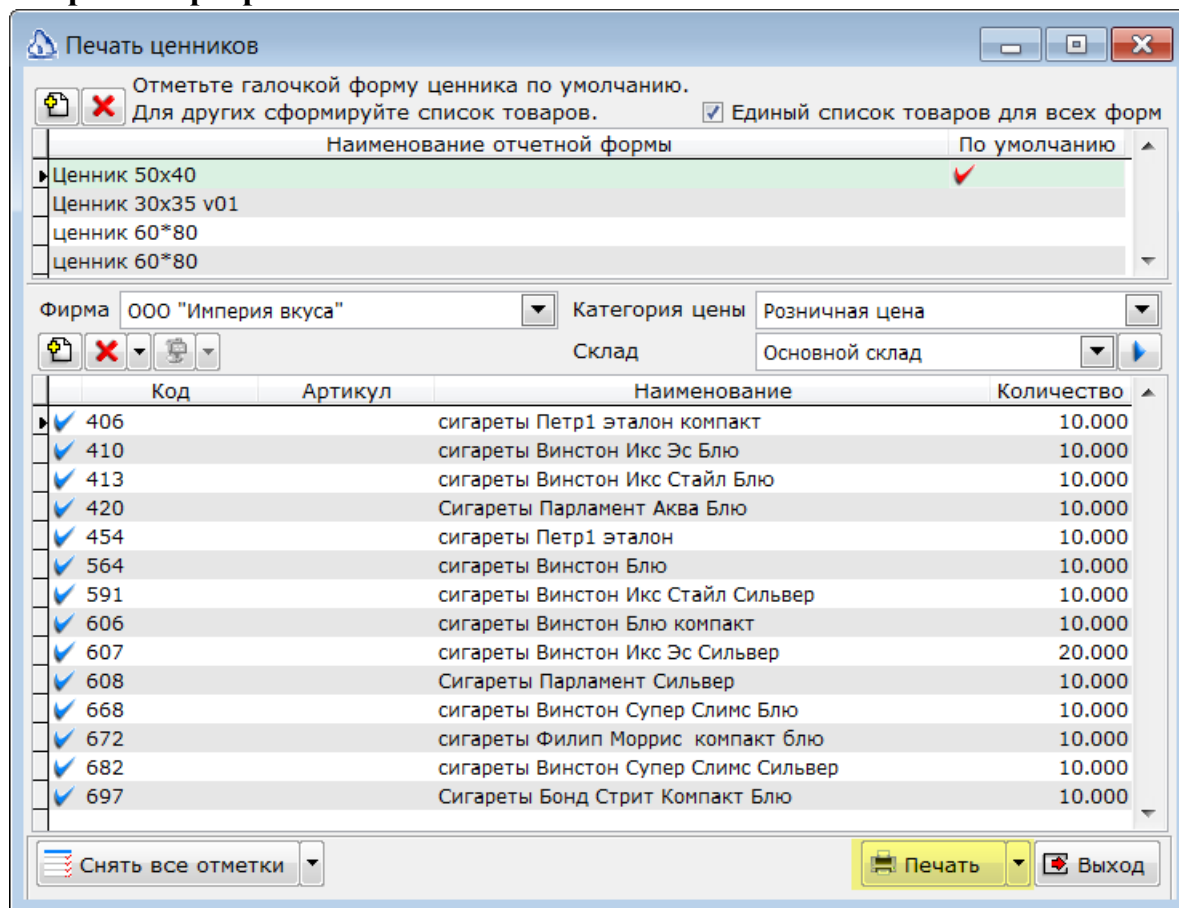 Печать ценников
Отметьте галочкой форму ценника по умолчанию.
Для других сформируйте список товаров. Единый список товаров для всех форм
Наименование отчетной формы По умолчанию
Ценник 50x40
Ценник 30x35 v01
ценник 60*80
ценник 60*80
Фирма ООО "Империя вкуса" Категория цены Розничная цена
Склад Основной склад
Код Артикул Наименование Количество
406 сигареты Петр1 эталон компакт 10.000
410 сигареты Винстон Икс Эс Блю 10.000
413 сигареты Винстон Икс Стайл Блю 10.000
420 Сигареты Парламент Аква Блю 10.000
454 сигареты Петр1 эталон 10.000
564 сигареты Винстон Блю 10.000
591 сигареты Винстон Икс Стайл Сильвер 10.000
606 сигареты Винстон Блю компакт 10.000
607 сигареты Винстон Икс Эс Сильвер 20.000
608 Сигареты Парламент Сильвер 10.000
668 сигареты Винстон Супер Слимс Блю 10.000
672 сигареты Филип Моррис  компакт блю 10.000
682 сигареты Винстон Супер Слимс Сильвер 10.000
697 Сигареты Бонд Стрит Компакт Блю 10.000
Снять все отметки Печать Выход